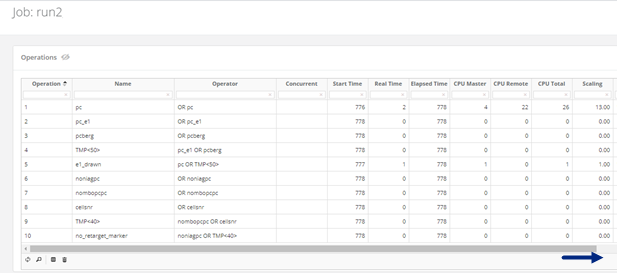 Job: run2
Operations
Operation Name Operator Concurrent Start Time Real Time Elapsed Time CPU Master CPU Remote CPU Total Scaling
1 pc OR pc 776 2 778 4 22 26 13.00
2 pc_e1 OR pc_e1 778 0 778 0 0 0 0.00
3 pcberg OR pcberg 778 0 778 0 0 0 0.00
4 TMP<50> pc_e1 OR pcberg 778 0 778 0 0 0 0.00
5 e1_drawn pc OR TMP<50> 777 1 778 1 0 1 1.00
6 noniagpc OR noniagpc 778 0 778 0 0 0 0.00
7 nombopcpc OR nombopcpc 778 0 778 0 0 0 0.00
8 cellsnr OR cellsnr 778 0 778 0 0 0 0.00
9 TMP<40> nombopcpc OR cellsnr 778 0 778 0 0 0 0.00
10 no_retarget_marker noniagpc OR TMP<40> 778 0 778 0 0 0 0.00